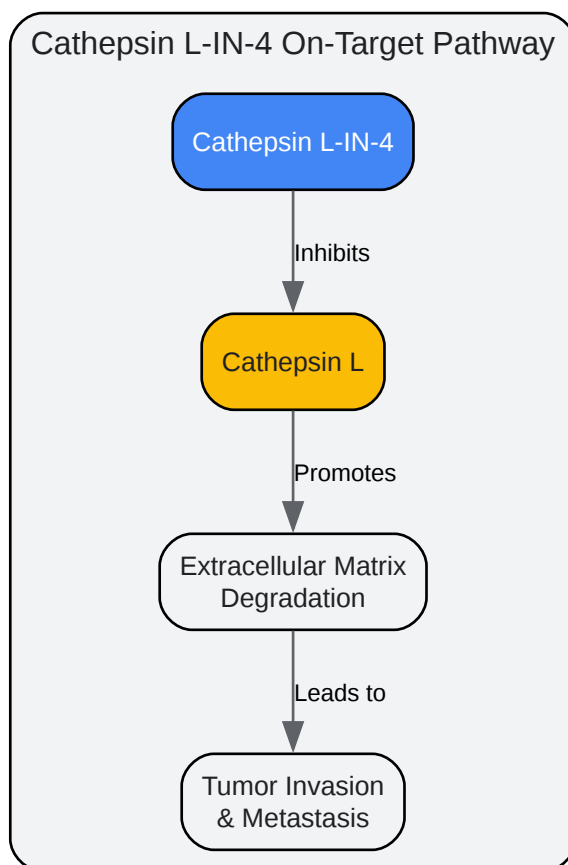 Cathepsin L-IN-4 On-Target Pathway
Cathepsin L-IN-4
Inhibits
Cathepsin L
Promotes
Extracellular Matrix
Degradation
Leads to
Tumor Invasion
& Metastasis